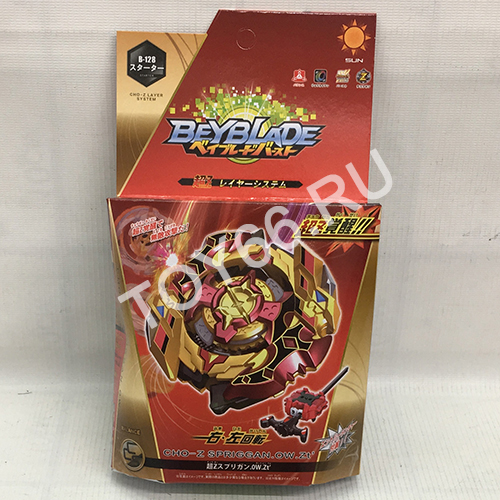 B-128
スターター
CHO-Z LAYER
SYSTEM
SUN
BEYBLADE
ベイブレードバースト
超Z レイヤーシステム
超Z覚醒!!
TOY66.RU
右・左回転
CHO-Z SPRIGGAN.0W.Zt'
超Zスプリガン.0W.Zt'